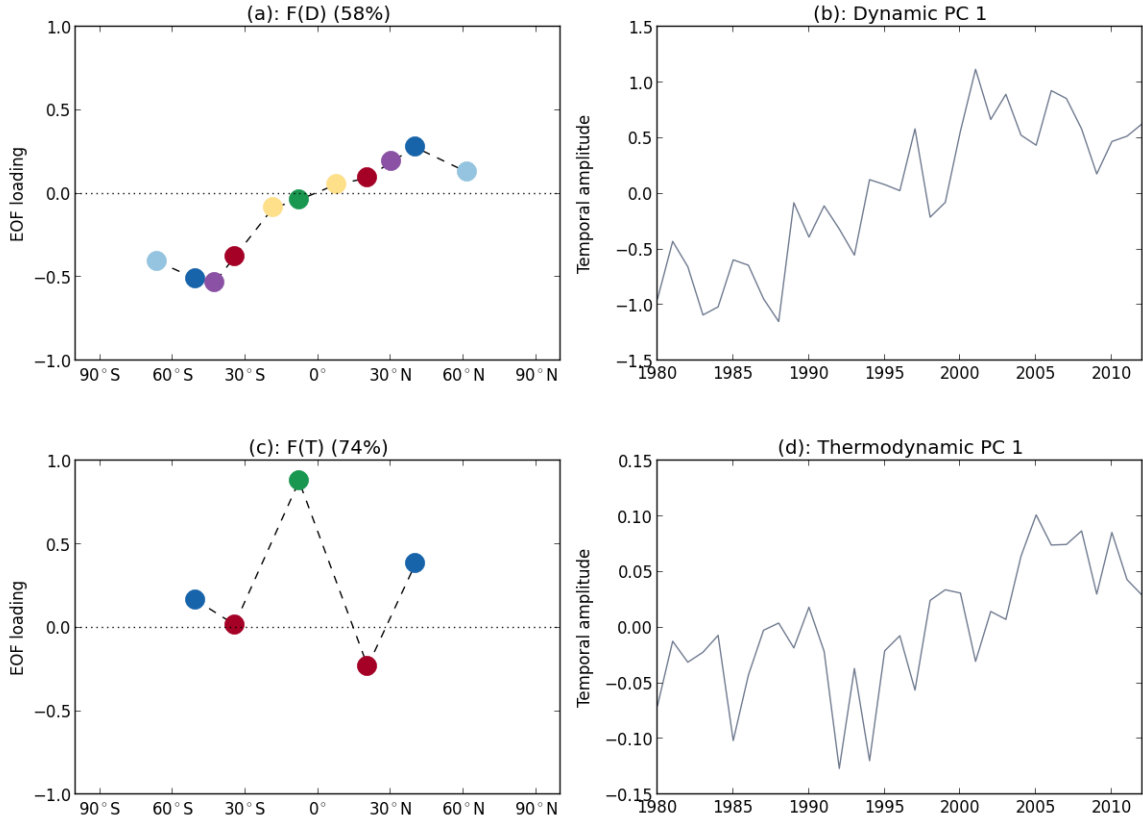 (a): F(D) (58%)
EOF loading
1.0
0.5
0.0
−0.5
−1.0
90°S 60°S 30°S 0° 30°N 60°N 90°N
(b): Dynamic PC 1
Temporal amplitude
1.5
1.0
0.5
0.0
−0.5
−1.0
−1.5
1980 1985 1990 1995 2000 2005 2010
(c): F(T) (74%)
EOF loading
1.0
0.5
0.0
−0.5
−1.0
90°S 60°S 30°S 0° 30°N 60°N 90°N
(d): Thermodynamic PC 1
Temporal amplitude
0.15
0.10
0.05
0.00
−0.05
−0.10
−0.15
1980 1985 1990 1995 2000 2005 2010